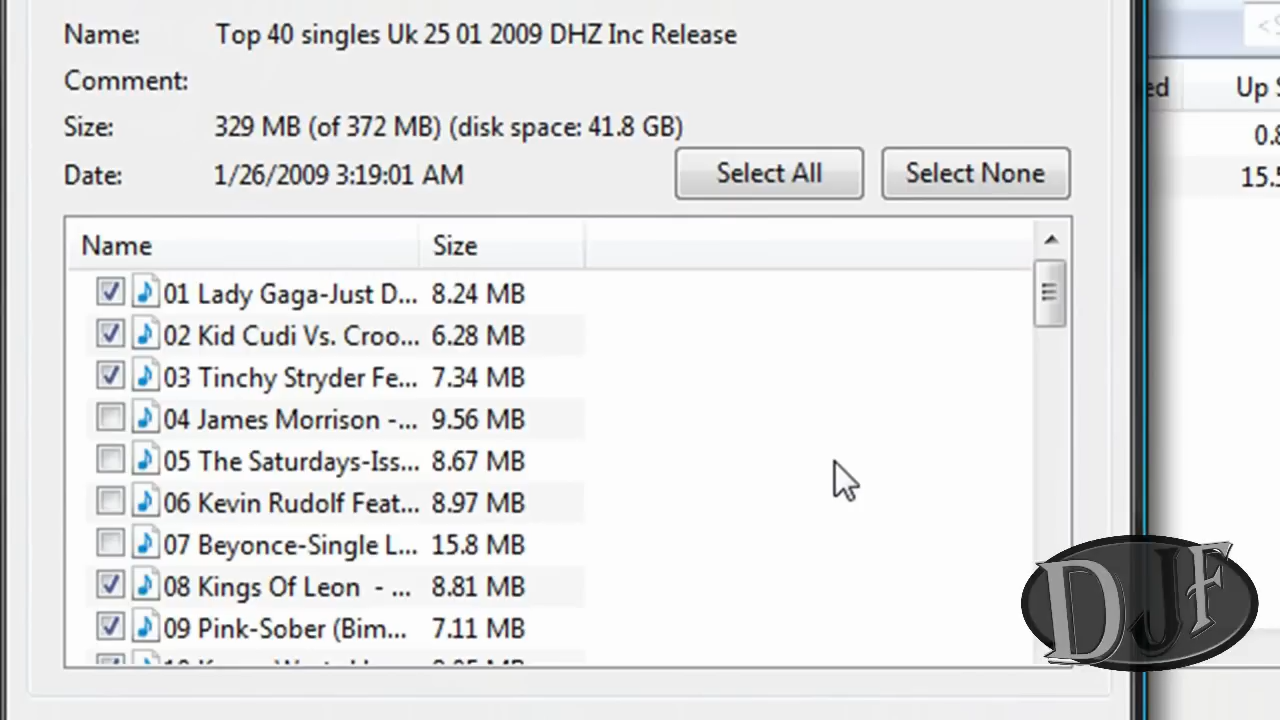 Name: Top 40 singles Uk 25 01 2009 DHZ Inc Release
Comment:
Size: 329 MB (of 372 MB) (disk space: 41.8 GB)
Date: 1/26/2009 3:19:01 AM Select All Select None
Name Size
01 Lady Gaga-Just D... 8.24 MB
02 Kid Cudi Vs. Croo... 6.28 MB
03 Tinchy Stryder Fe... 7.34 MB
04 James Morrison -... 9.56 MB
05 The Saturdays-Iss... 8.67 MB
06 Kevin Rudolf Feat... 8.97 MB
07 Beyonce-Single L... 15.8 MB
08 Kings Of Leon - ... 8.81 MB
09 Pink-Sober (Bim... 7.11 MB
ed Up S
0.8
15.5
DJF